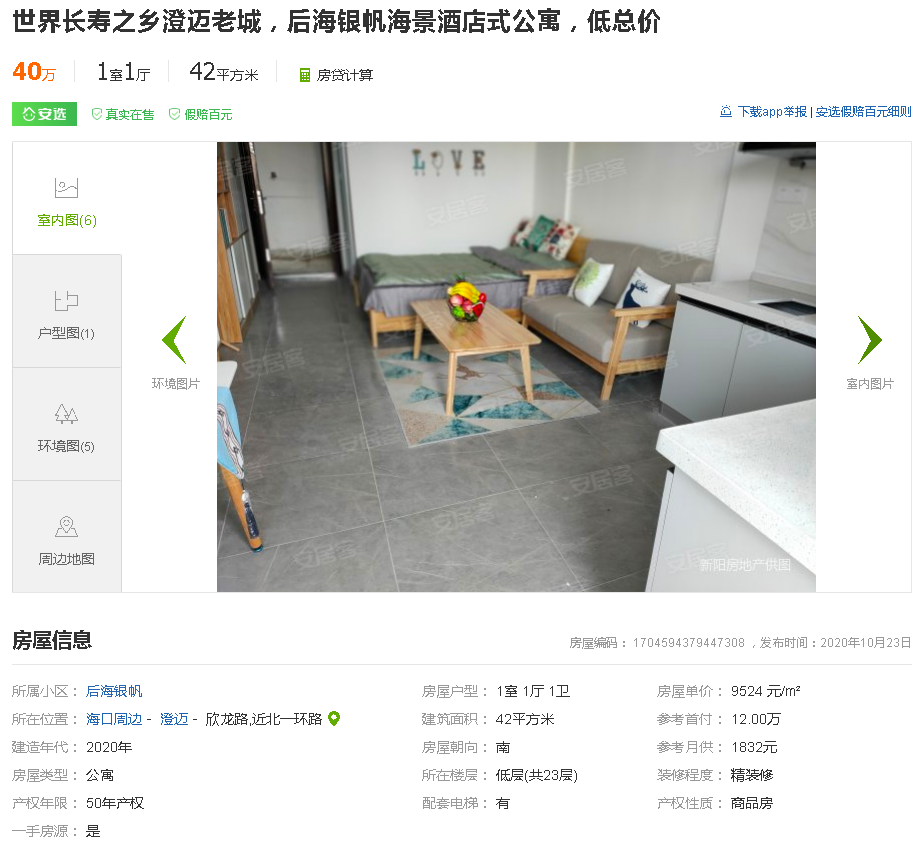 世界长寿之乡澄迈老城，后海银帆海景酒店式公寓，低总价
40万 1室1厅 42平方米 房贷计算
安选 真实在售 假赔百元 下载app举报 | 安选假赔百元细则
室内图(6)
户型图(1)
环境图(5)
周边地图
环境图片
室内图片
LOVE
安居客
新阳房地产供图
房屋信息
房屋编码： 1704594379447308 ，发布时间：2020年10月23日
所属小区： 后海银帆 房屋户型： 1室 1厅 1卫 房屋单价： 9524 元/m²
所在位置： 海口周边 - 澄迈 - 欣龙路,近北一环路 建筑面积： 42平方米 参考首付： 12.00万
建造年代： 2020年 房屋朝向： 南 参考月供： 1832元
房屋类型： 公寓 所在楼层： 低层(共23层) 装修程度： 精装修
产权年限： 50年产权 配套电梯： 有 产权性质： 商品房
一手房源： 是